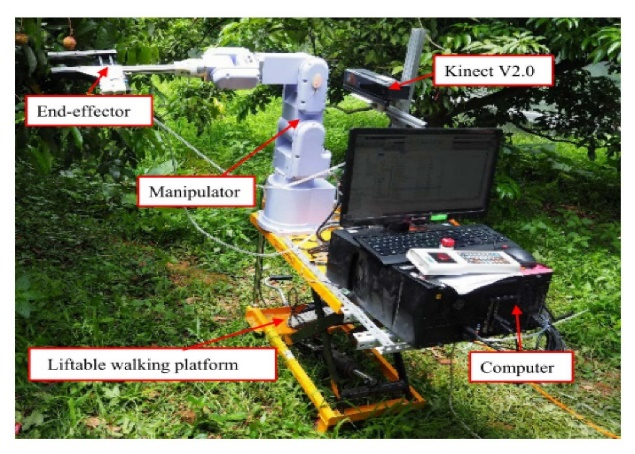 Kinect V2.0
End-effector
Manipulator
Liftable walking platform
Computer